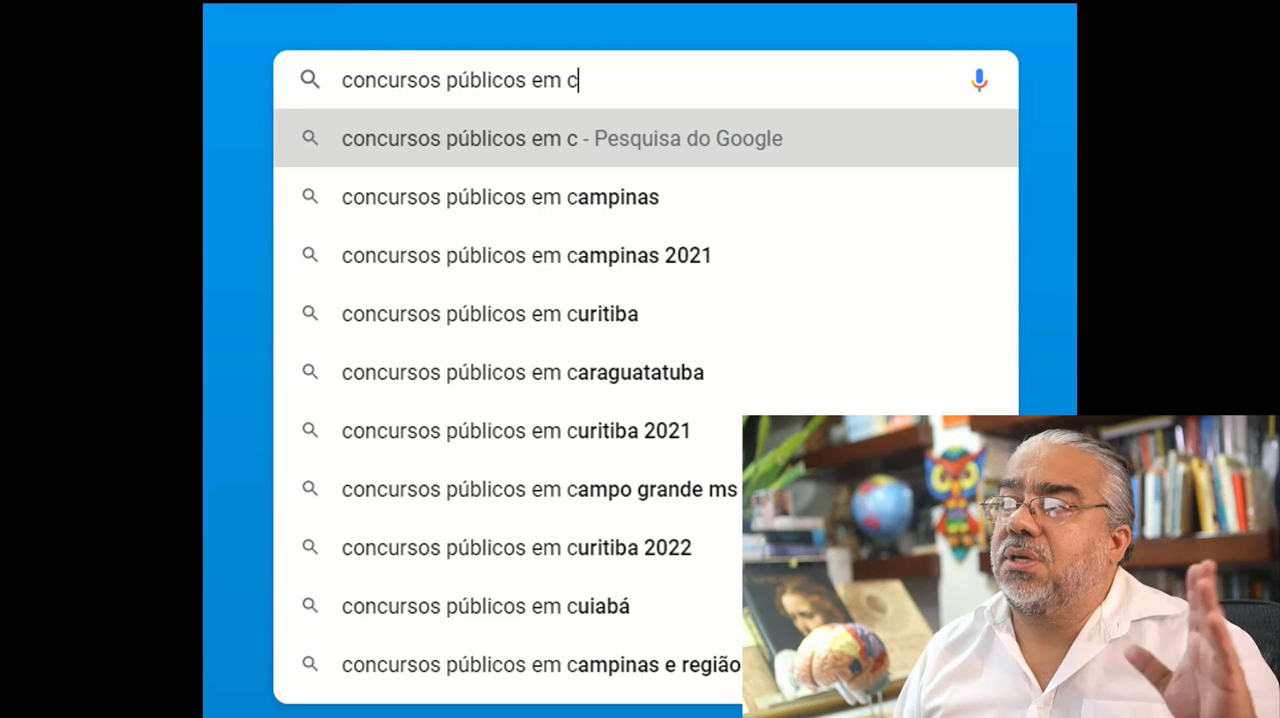 concursos públicos em c
concursos públicos em c - Pesquisa do Google
concursos públicos em campinas
concursos públicos em campinas 2021
concursos públicos em curitiba
concursos públicos em caraguatatuba
concursos públicos em curitiba 2021
concursos públicos em campo grande ms
concursos públicos em curitiba 2022
concursos públicos em cuiabá
concursos públicos em campinas e região